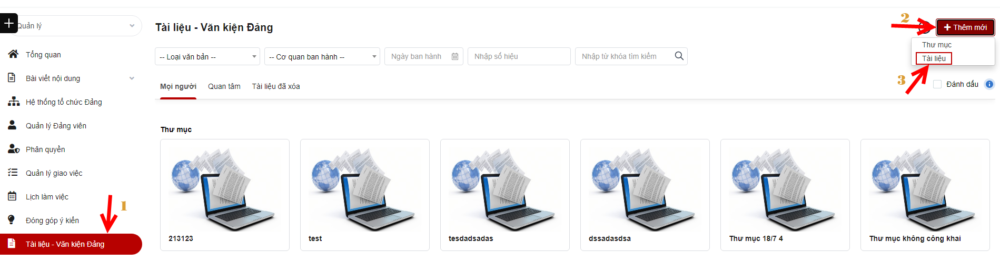 Quản lý
Tổng quan
Bài viết nội dung
Hệ thống tổ chức Đảng
Quản lý Đảng viên
Phân quyền
Quản lý giao việc
Lịch làm việc
1
Đóng góp ý kiến
Tài liệu - Văn kiện Đảng
Tài liệu - Văn kiện Đảng
2
Thêm mới
Thư mục
Tài liệu
3
-- Loại văn bản --
-- Cơ quan ban hành --
Ngày ban hành
Nhập số hiệu
Nhập từ khóa tìm kiếm
Mọi người
Quan tâm
Tài liệu đã xóa
Đánh dấu
Thư mục
213123
test
tesdadsadas
dssadasdsa
Thư mục 18/7 4
Thư mục không công khai